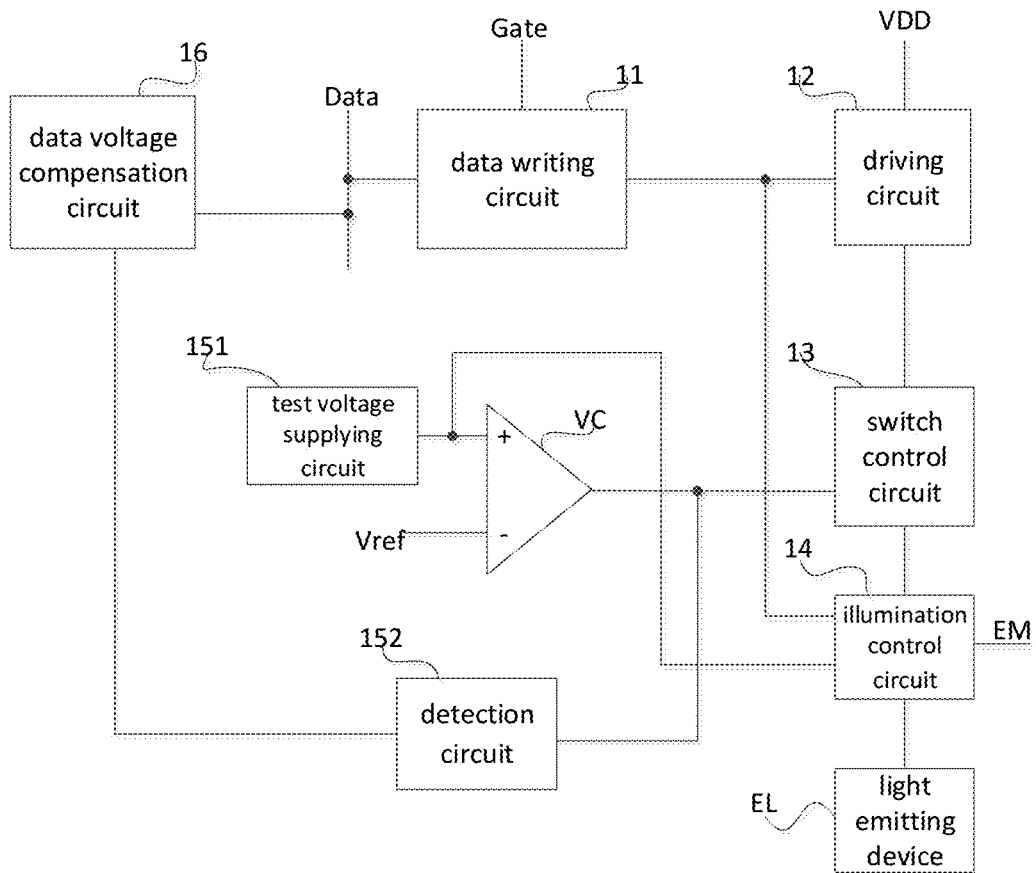 Gate
VDD
16
11
12
Data
data voltage
compensation
circuit
data writing
circuit
driving
circuit
151
13
test voltage
supplying
circuit
+
VC
switch
control
circuit
Vref
-
14
152
illumination
control
circuit
EM
detection
circuit
EL
light
emitting
device